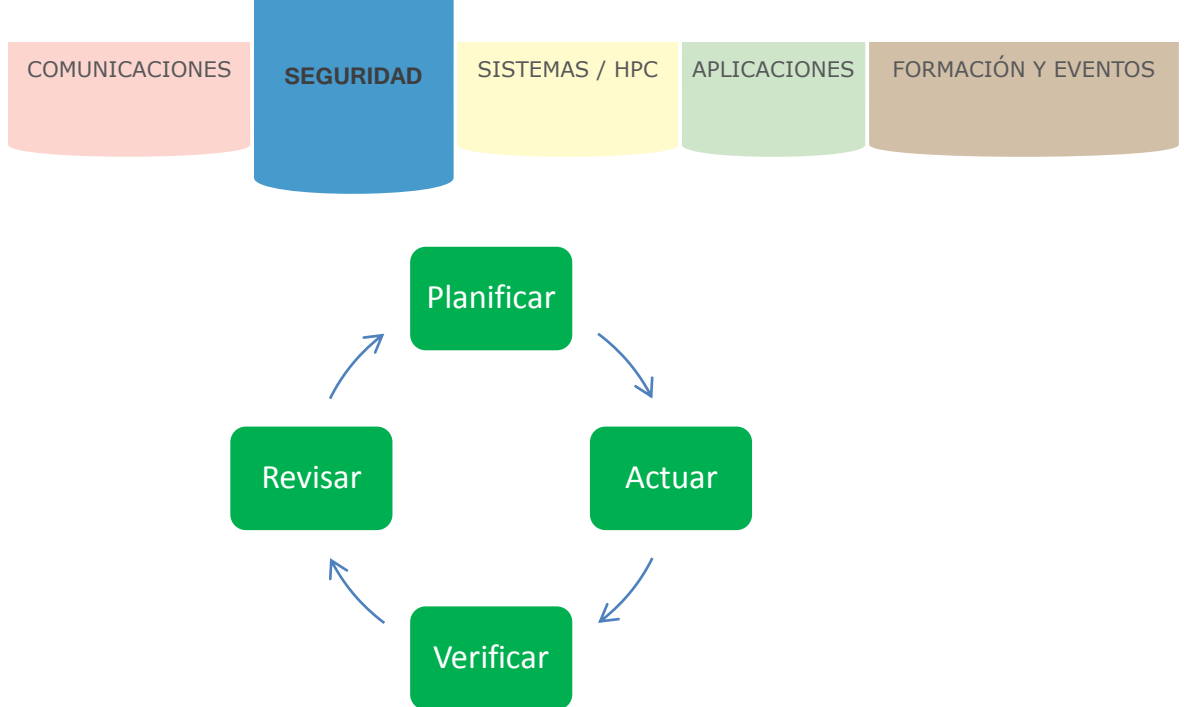 COMUNICACIONES
SEGURIDAD
SISTEMAS / HPC
APLICACIONES
FORMACIÓN Y EVENTOS
Planificar
Revisar
Actuar
Verificar